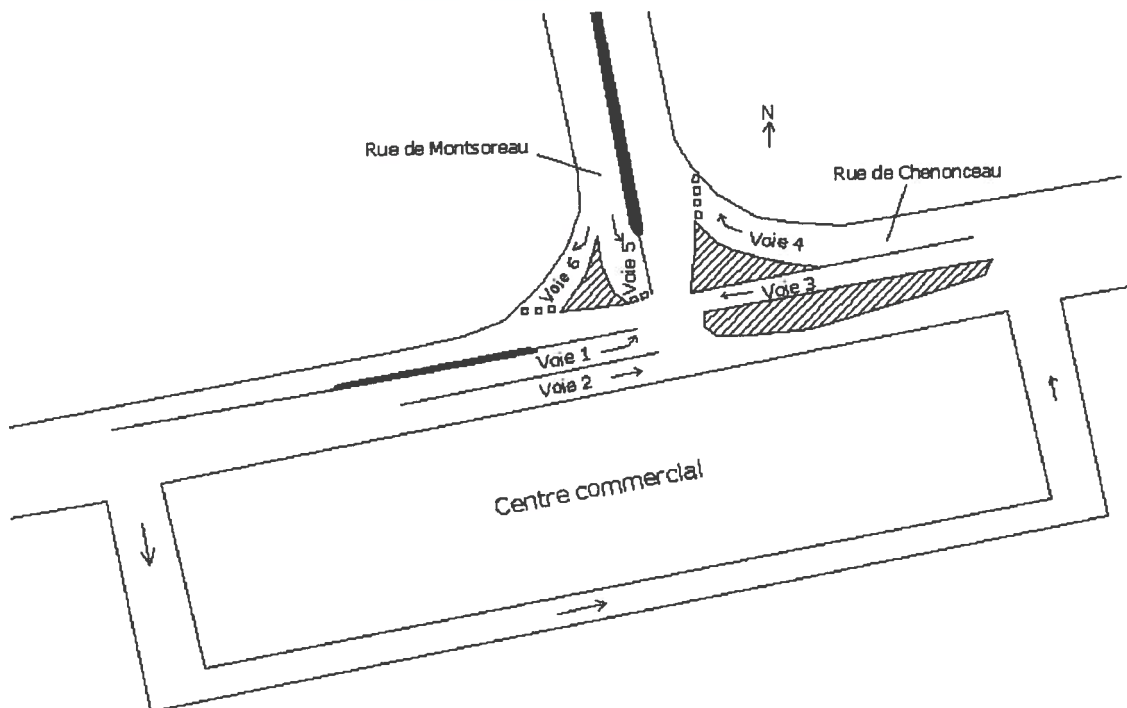 N
Rue de Montsoreau
Rue de Chenonceau
Voie 4
Voie 5
Voie 6
Voie 3
Voie 1
Voie 2
Centre commercial